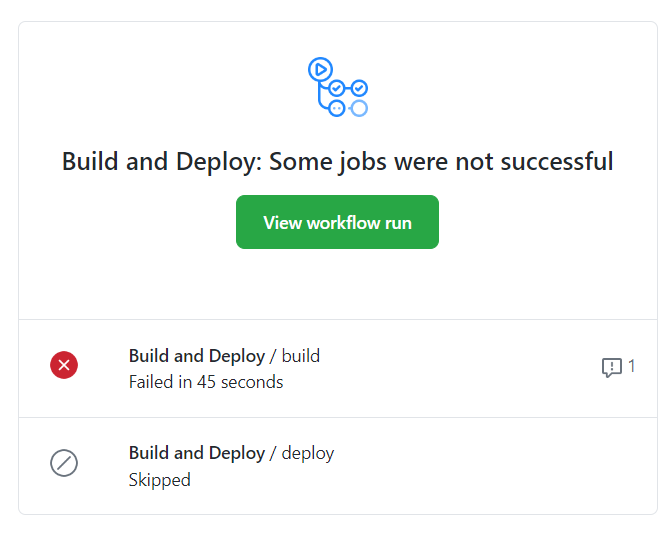 Build and Deploy: Some jobs were not successful
View workflow run
Build and Deploy / build
Failed in 45 seconds
1
Build and Deploy / deploy
Skipped